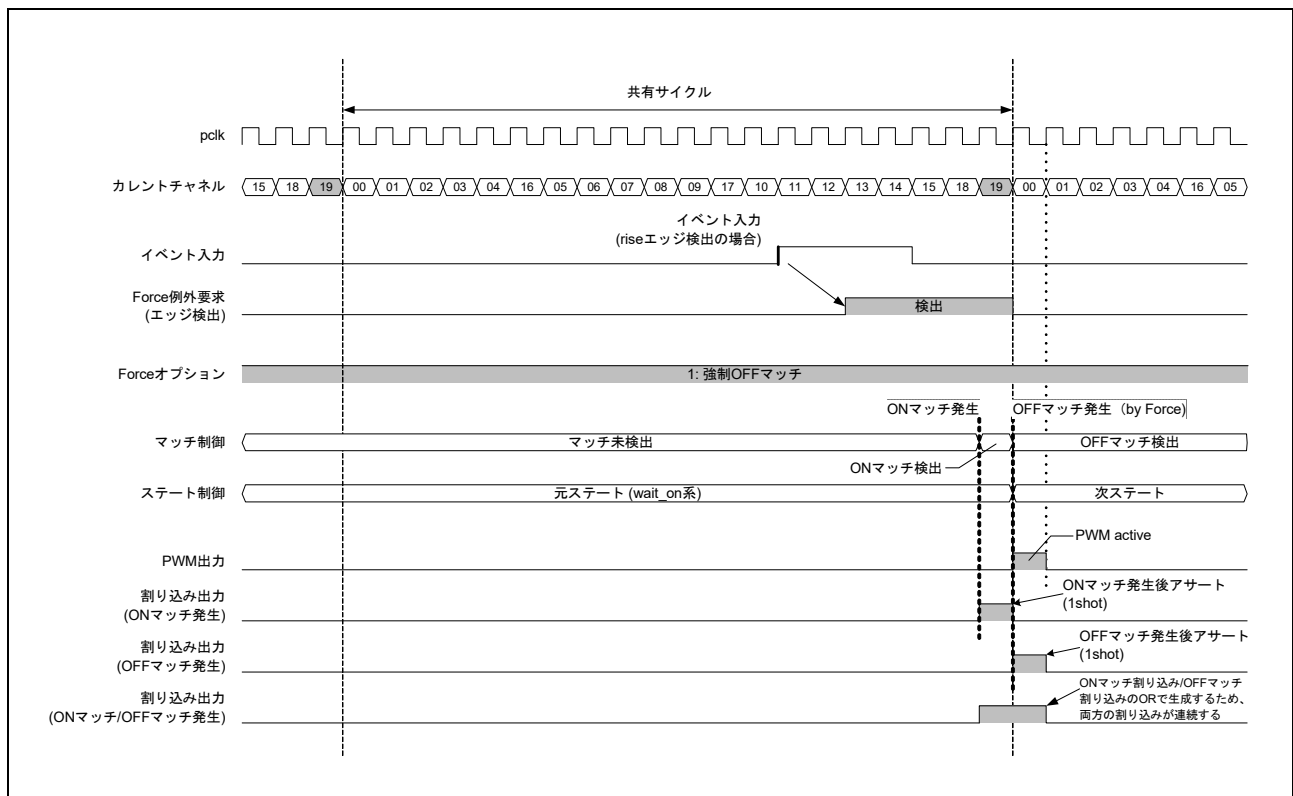 共有サイクル
pclk
カレントチャネル
15 18 19 00 01 02 03 04 16 05 06 07 08 09 17 10 11 12 13 14 15 18 19 00 01 02 03 04 16 05
イベント入力
(riseエッジ検出の場合)
イベント入力
Force例外要求
(エッジ検出)
検出
Forceオプション
1: 強制OFFマッチ
ONマッチ発生
OFFマッチ発生（by Force)
マッチ制御
マッチ未検出
OFFマッチ検出
ONマッチ検出
ステート制御
元ステート (wait_on系)
次ステート
PWM active
PWM出力
割り込み出力
(ONマッチ発生)
ONマッチ発生後アサート
(1shot)
割り込み出力
(OFFマッチ発生)
OFFマッチ発生後アサート
(1shot)
割り込み出力
(ONマッチ/OFFマッチ発生)
ONマッチ割り込み/OFFマッチ
割り込みのORで生成するため、
両方の割り込みが連続する